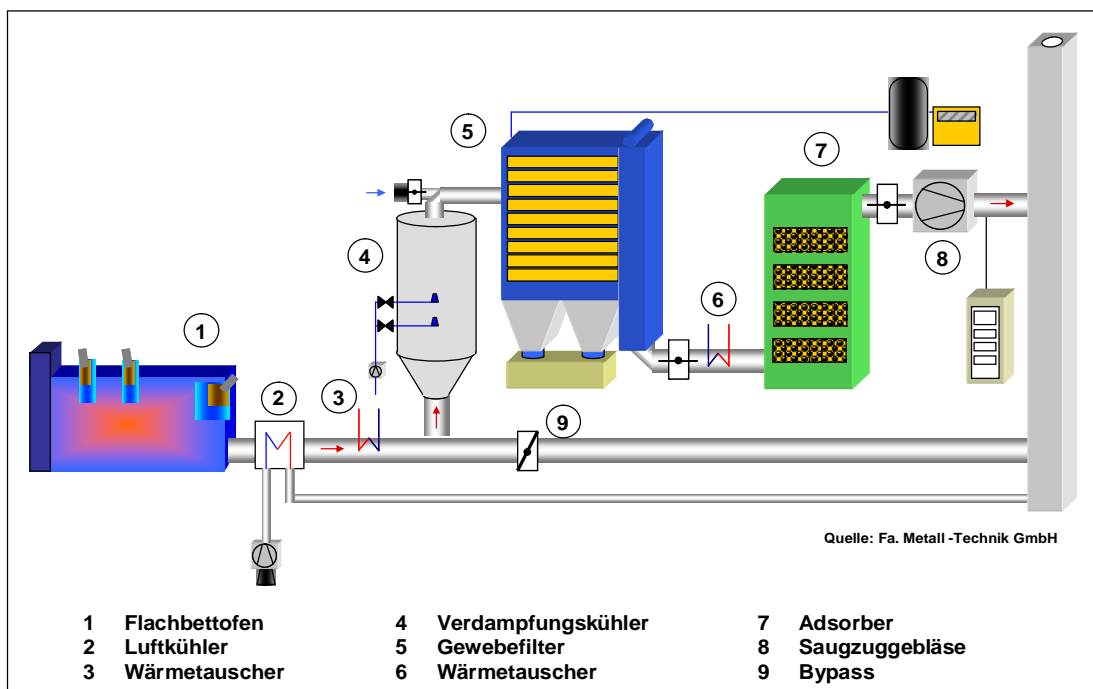 5
7
4
8
6
1
2
3
9
Quelle: Fa. Metall -Technik GmbH
1 Flachbettofen 4 Verdampfungskühler 7 Adsorber
2 Luftkühler 5 Gewebefilter 8 Saugzuggebläse
3 Wärmetauscher 6 Wärmetauscher 9 Bypass